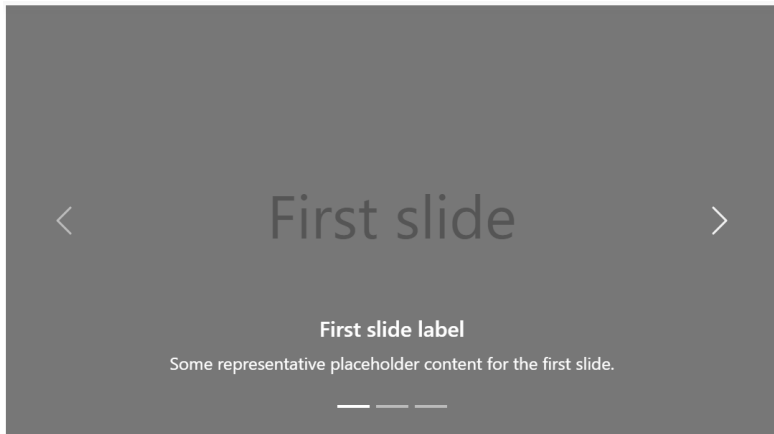 First slide
First slide label
Some representative placeholder content for the first slide.